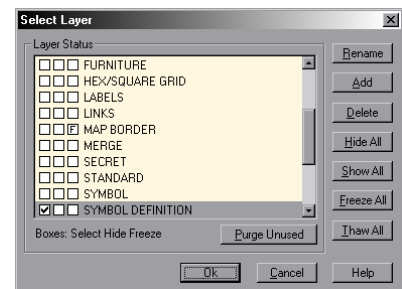 Select Layer
Layer Status
FURNITURE
HEX/SQUARE GRID
LABELS
LINKS
F MAP BORDER
MERGE
SECRET
STANDARD
SYMBOL
SYMBOL DEFINITION
Boxes: Select Hide Freeze
Purge Unused
Rename
Add
Delete
Hide All
Show All
Freeze All
Thaw All
Ok
Cancel
Help